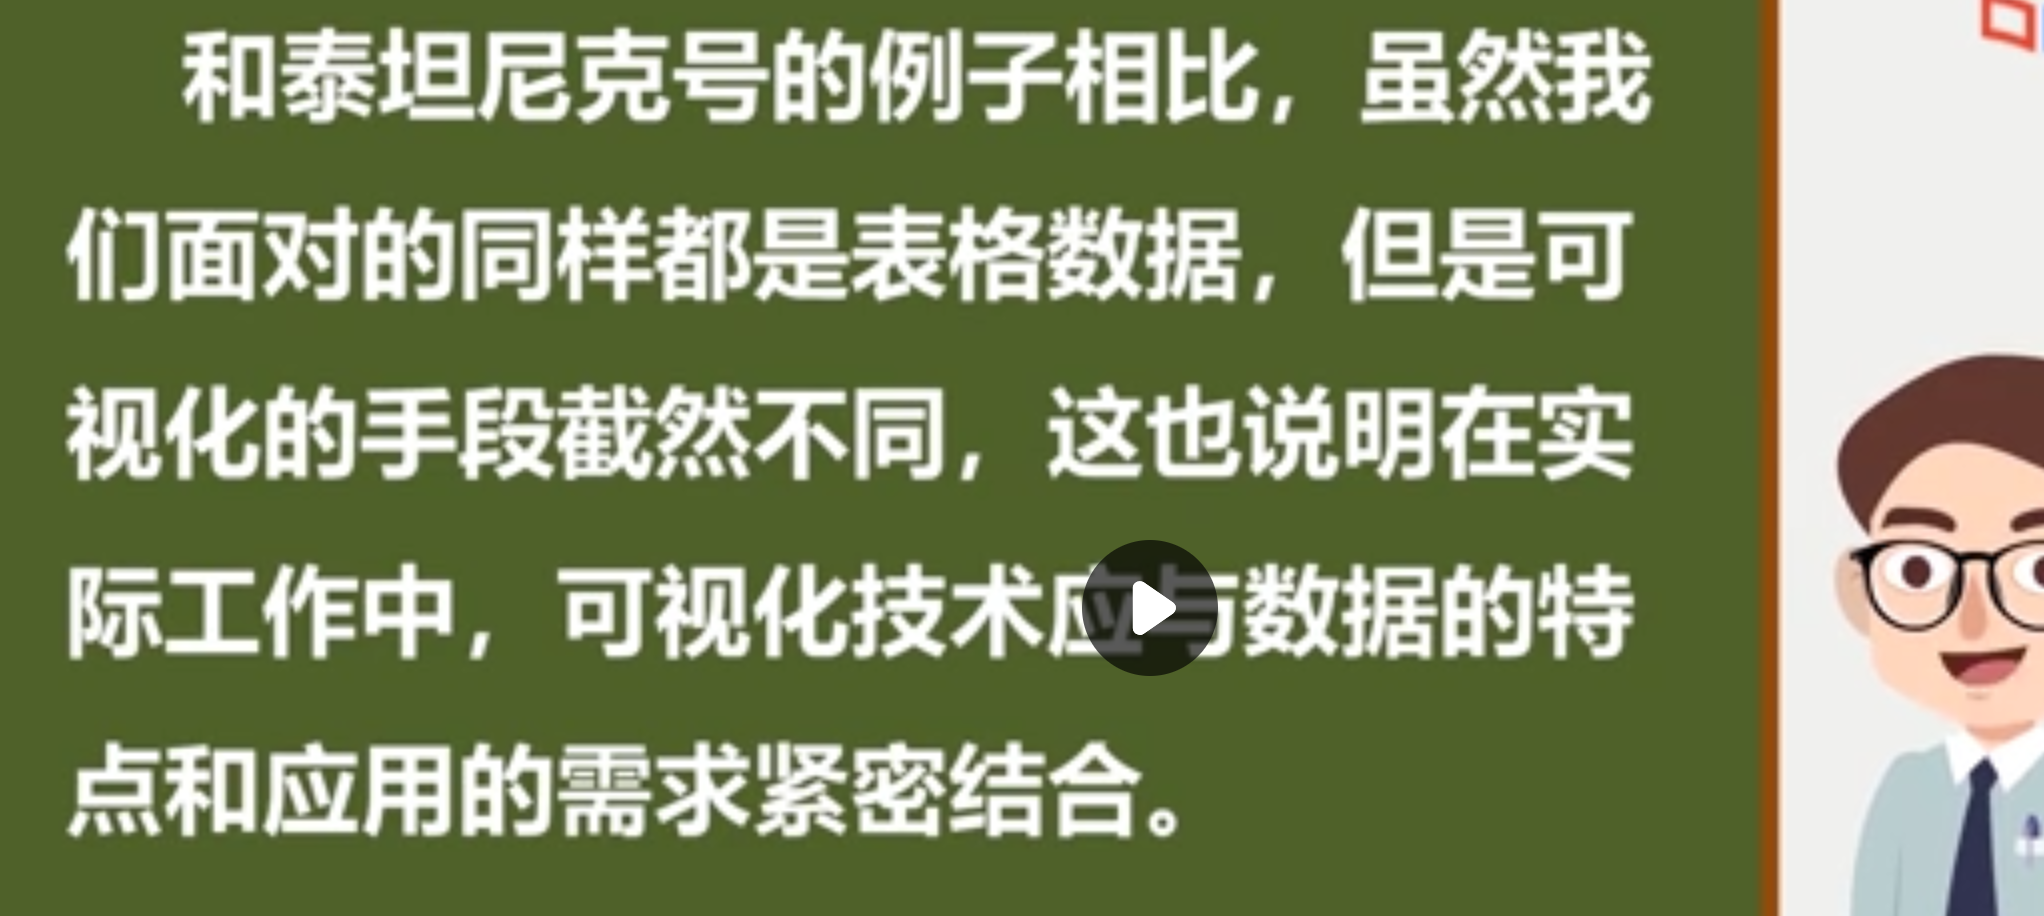 和泰坦尼克号的例子相比，虽然我
们面对的同样都是表格数据，但是可
视化的手段截然不同，这也说明在实
际工作中，可视化技术应与数据的特
点和应用的需求紧密结合。